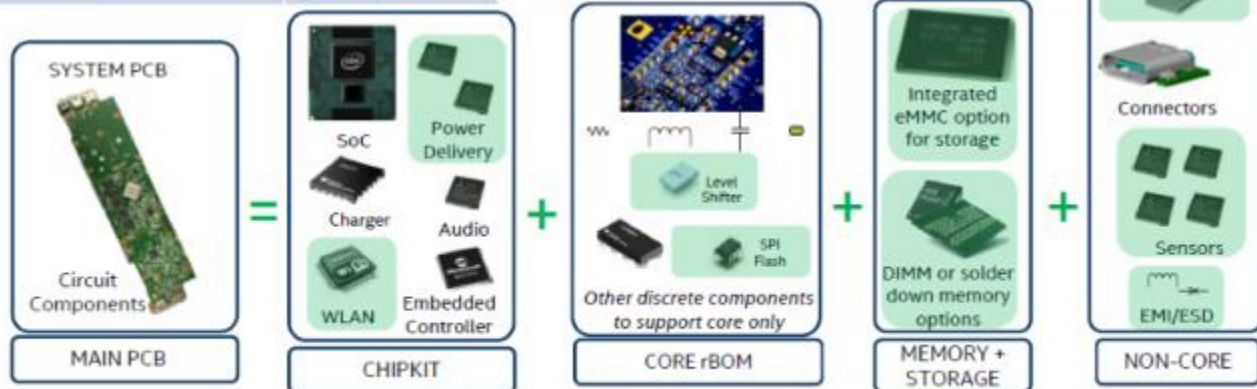 SYSTEM PCB
Circuit
Components
MAIN PCB
=
SoC
Power
Delivery
Charger
Audio
WLAN
Embedded
Controller
CHIPKIT
+
Level
Shifter
SPI
Flash
Other discrete components
to support core only
CORE rBOM
+
Integrated
eMMC option
for storage
DIMM or solder
down memory
options
MEMORY +
STORAGE
+
Connectors
Sensors
EMI/ESD
NON-CORE